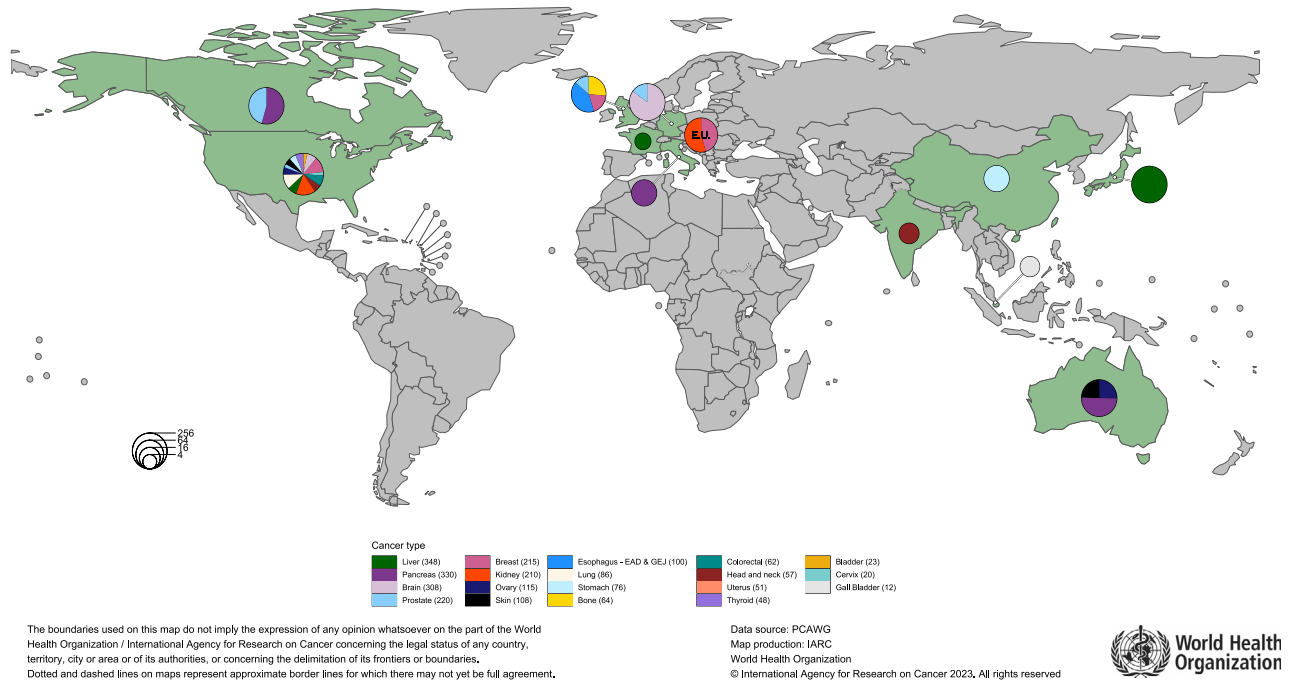 E.U.
256
64
16
4
Cancer type
Liver (348)
Pancreas (330)
Brain (308)
Prostate (220)
Breast (215)
Kidney (210)
Ovary (115)
Skin (108)
Esophagus - EAD & GEJ (100)
Lung (86)
Stomach (76)
Bone (64)
Colorectal (62)
Head and neck (57)
Uterus (51)
Thyroid (48)
Bladder (23)
Cervix (20)
Gall Bladder (12)
The boundaries used on this map do not imply the expression of any opinion whatsoever on the part of the World
Health Organization / International Agency for Research on Cancer concerning the legal status of any country,
territory, city or area or of its authorities, or concerning the delimitation of its frontiers or boundaries.
Dotted and dashed lines on maps represent approximate border lines for which there may not yet be full agreement.
Data source: PCAWG
Map production: IARC
World Health Organization
© International Agency for Research on Cancer 2023. All rights reserved
World Health
Organization